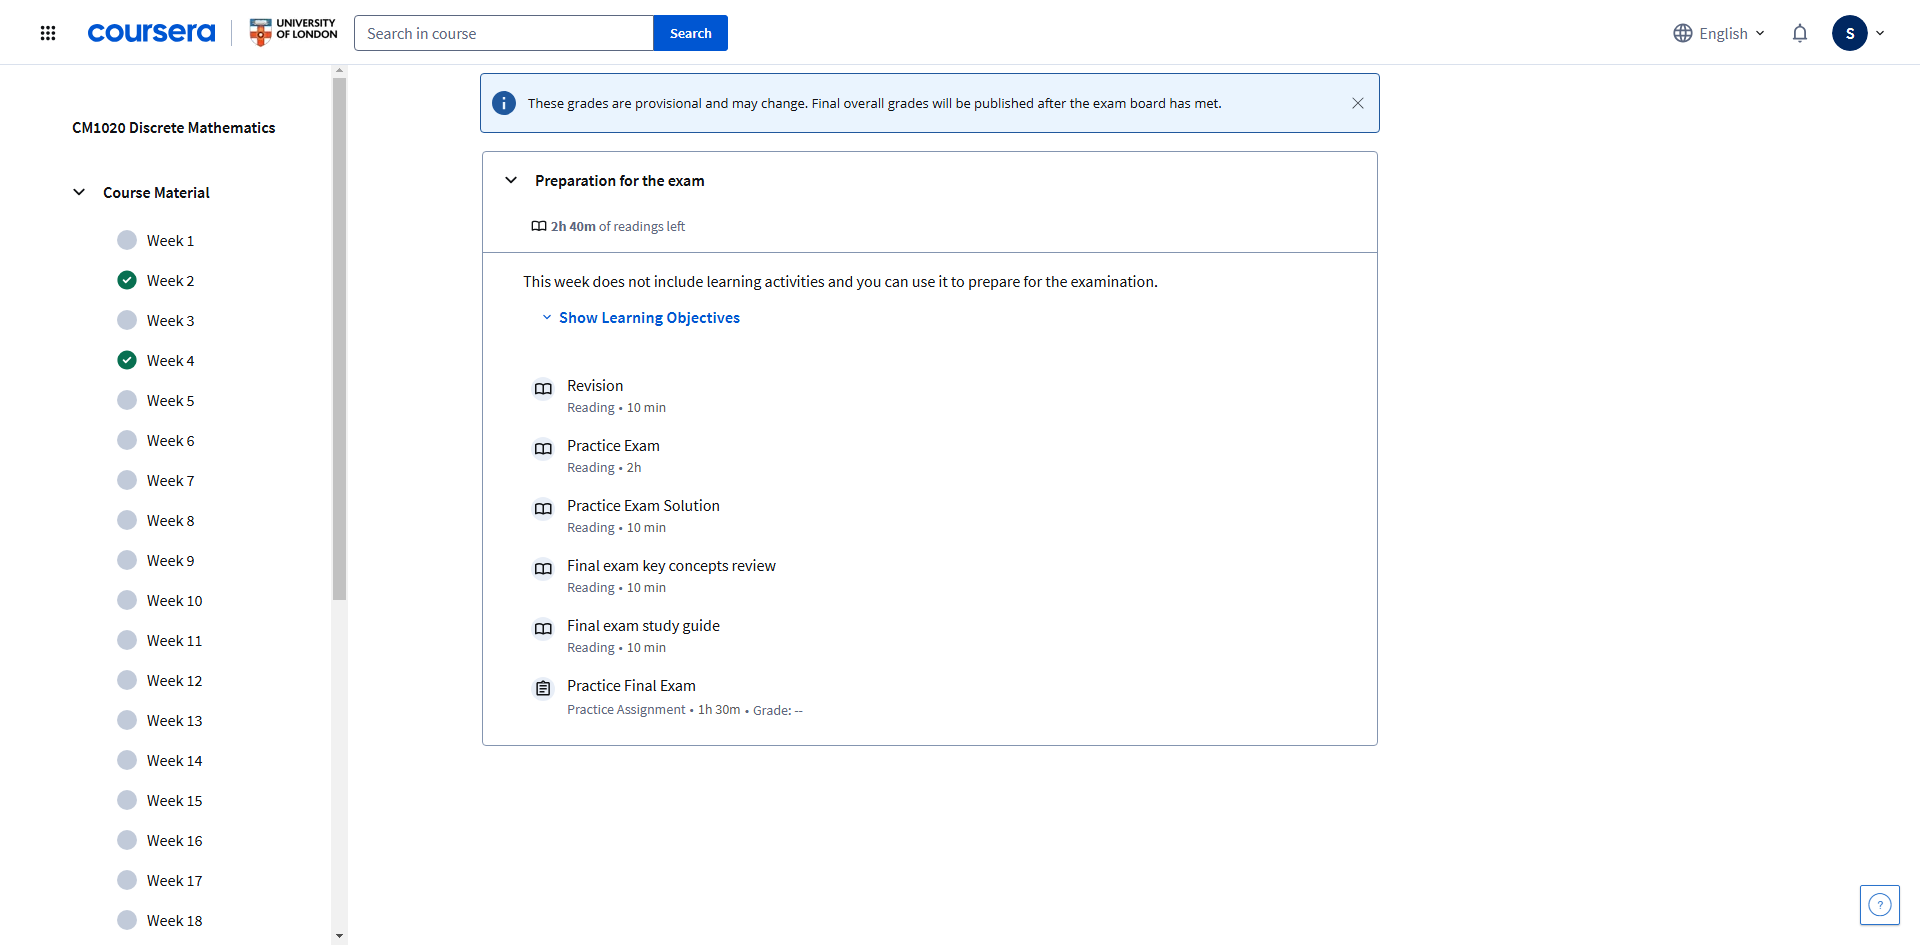 coursera
UNIVERSITY
OF LONDON
Search in course
Search
English
S
CM1020 Discrete Mathematics
Course Material
Week 1
Week 2
Week 3
Week 4
Week 5
Week 6
Week 7
Week 8
Week 9
Week 10
Week 11
Week 12
Week 13
Week 14
Week 15
Week 16
Week 17
Week 18
These grades are provisional and may change. Final overall grades will be published after the exam board has met.
Preparation for the exam
2h 40m of readings left
This week does not include learning activities and you can use it to prepare for the examination.
Show Learning Objectives
Revision
Reading • 10 min
Practice Exam
Reading • 2h
Practice Exam Solution
Reading • 10 min
Final exam key concepts review
Reading • 10 min
Final exam study guide
Reading • 10 min
Practice Final Exam
Practice Assignment • 1h 30m • Grade: --